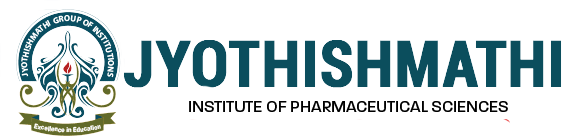 JYOTHISHMATHI GROUP OF INSTITUTIONS
Excellence in Education
JYOTHISHMATHI
INSTITUTE OF PHARMACEUTICAL SCIENCES